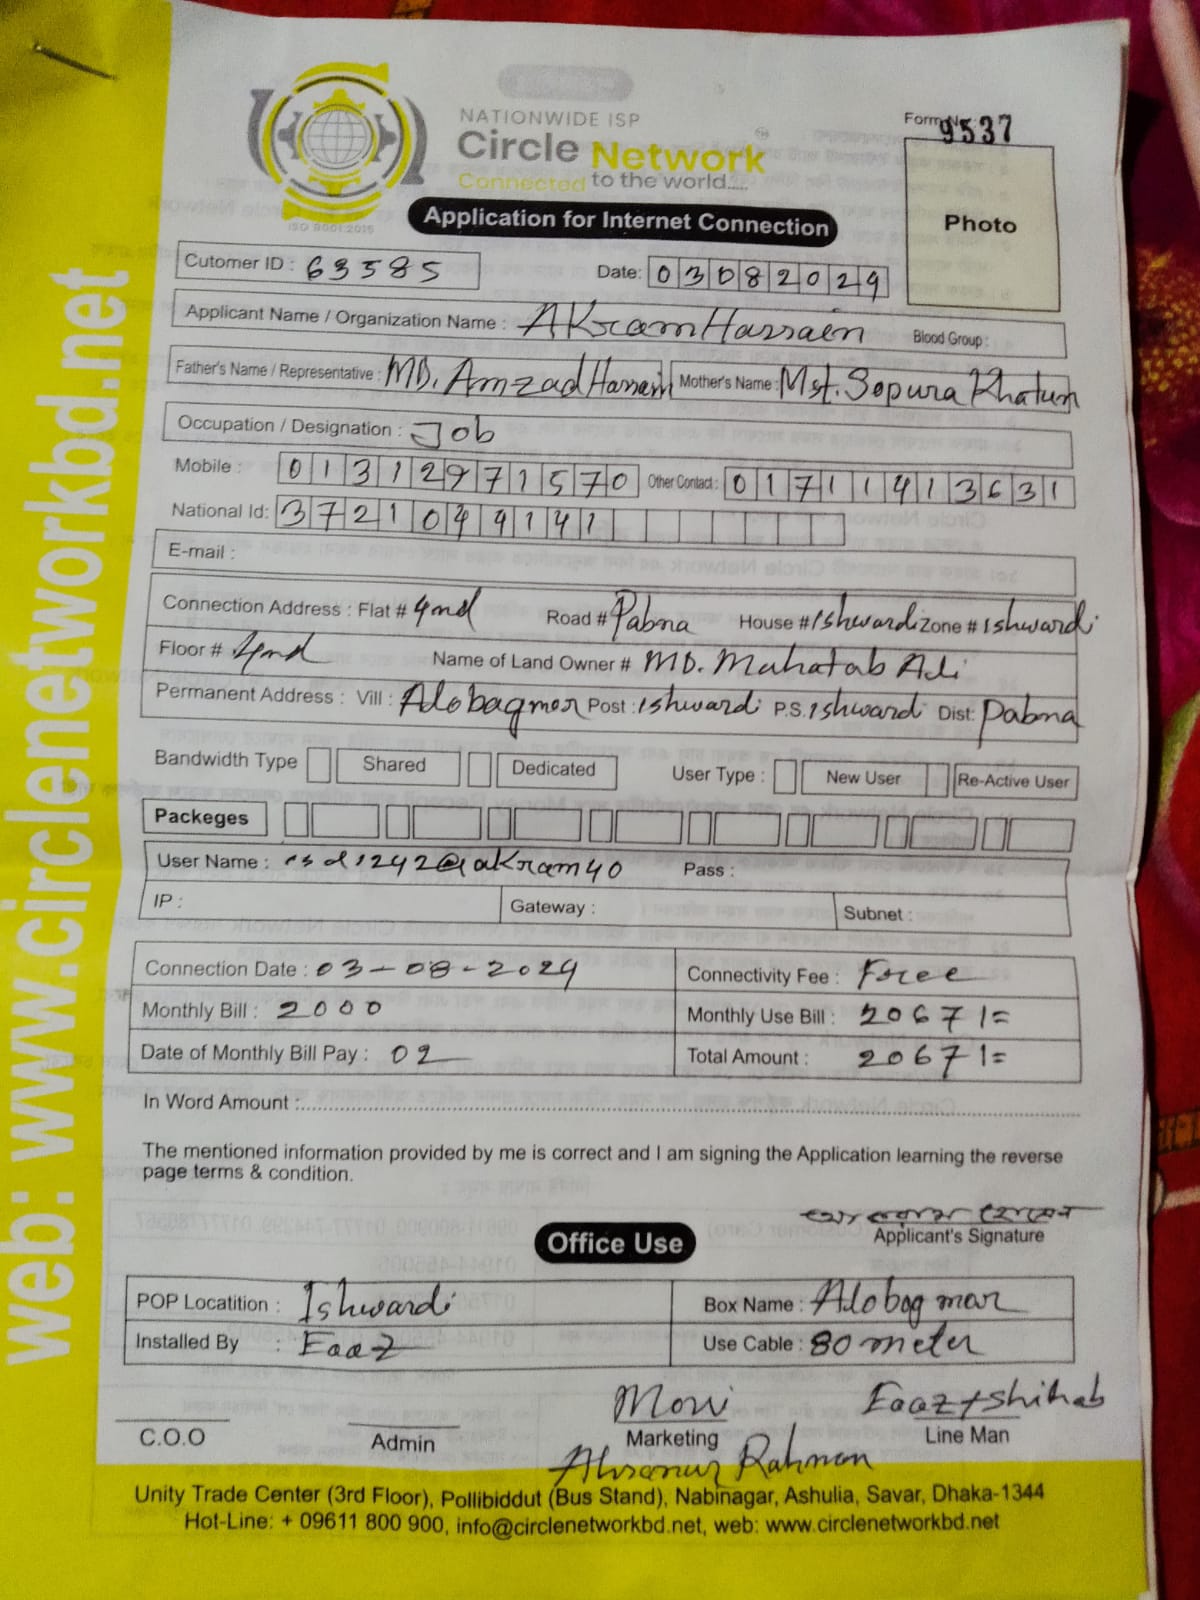 NATIONWIDE ISP
Circle Network
Connected to the world.....
ISO 9001:2015
Form No: 9537
Photo
Application for Internet Connection
Cutomer ID : 63585 Date: 03082024
Applicant Name / Organization Name : AKram Hassain Blood Group :
Father's Name / Representative : MD. Amzad Hassain Mother's Name : Mst. Sopura Khatun
Occupation / Designation : Job
Mobile : 01312971570 Other Contact : 01711413631
National Id: 3721044141
E-mail :
Connection Address : Flat # 4nd Road # Pabna House # Ishwardi Zone # Ishwardi
Floor # 4nd Name of Land Owner # MD. Mahatab Ali
Permanent Address : Vill : Alobagmor Post : Ishwardi P.S. Ishwardi Dist: Pabna
Bandwidth Type Shared Dedicated User Type : New User Re-Active User
Packeges
User Name : isd1242@akram40 Pass :
IP : Gateway : Subnet :
Connection Date : 03-08-2024 Connectivity Fee : Free
Monthly Bill : 2000 Monthly Use Bill : 2067/=
Date of Monthly Bill Pay : 02 Total Amount : 2067/=
In Word Amount :
The mentioned information provided by me is correct and I am signing the Application learning the reverse
page terms & condition.
Applicant's Signature
Office Use
POP Locatition : Ishwardi Box Name : Alobag mor
Installed By : Eaaz Use Cable : 80 meter
Moni Eaaz + Shihab
C.O.O Admin Marketing Line Man
Ahsanur Rahman
Unity Trade Center (3rd Floor), Pollibiddut (Bus Stand), Nabinagar, Ashulia, Savar, Dhaka-1344
Hot-Line: + 09611 800 900, info@circlenetworkbd.net, web: www.circlenetworkbd.net
web: www.circlenetworkbd.net